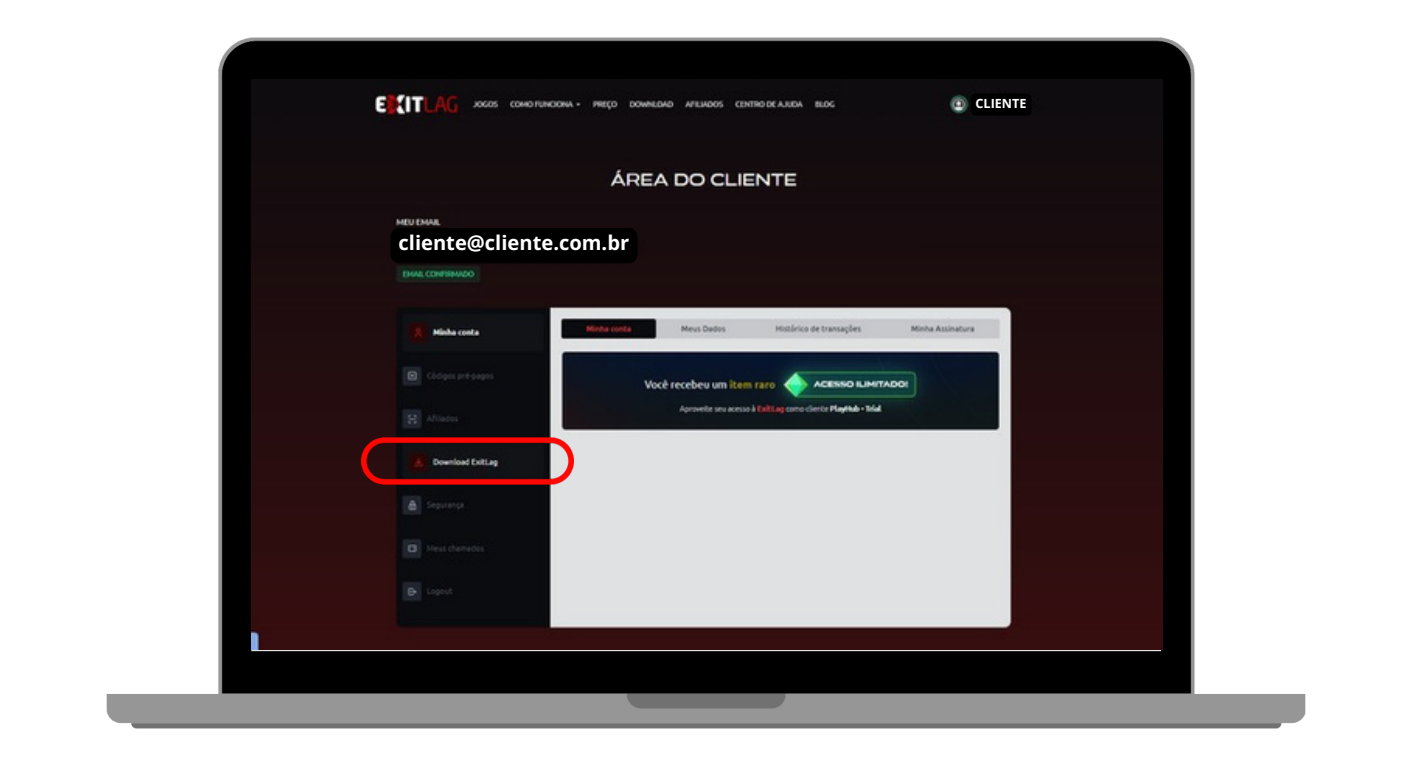 EXITLAG JOGOS COMO FUNCIONA PREÇO DOWNLOAD AFILIADOS CENTRO DE AJUDA BLOG CLIENTE
ÁREA DO CLIENTE
MEU EMAIL
cliente@cliente.com.br
EMAIL CONFIRMADO
Minha conta
Códigos pré-pagos
Afiliados
Download ExitLag
Segurança
Meus chamados
Logout
Minha conta Meus Dados Histórico de transações Minha Assinatura
Você recebeu um item raro ACESSO ILIMITADO!
Aproveite seu acesso à ExitLag como cliente PlayHub - Trial